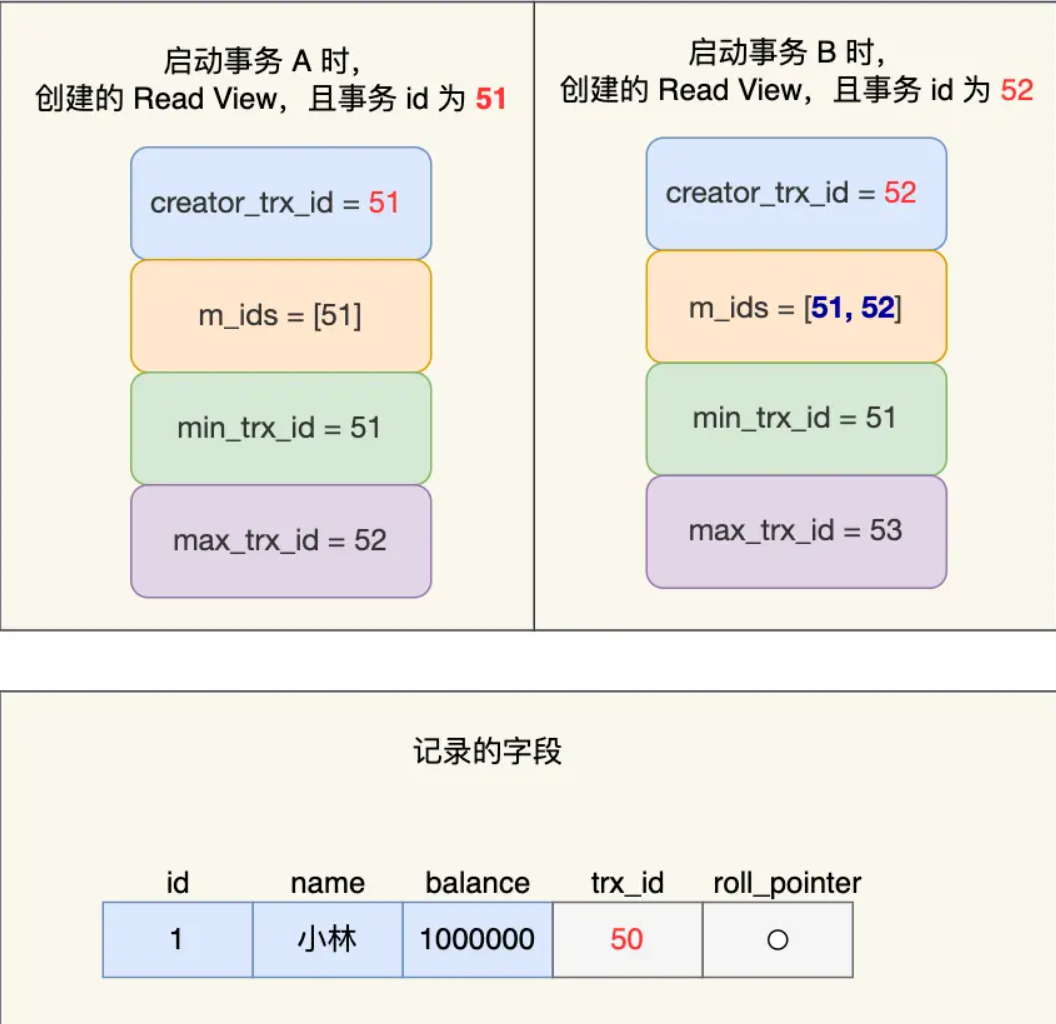 启动事务 A 时，
创建的 Read View，且事务 id 为 51
creator_trx_id = 51
m_ids = [51]
min_trx_id = 51
max_trx_id = 52
启动事务 B 时，
创建的 Read View，且事务 id 为 52
creator_trx_id = 52
m_ids = [51, 52]
min_trx_id = 51
max_trx_id = 53
记录的字段
id name balance trx_id roll_pointer
1 小林 1000000 50